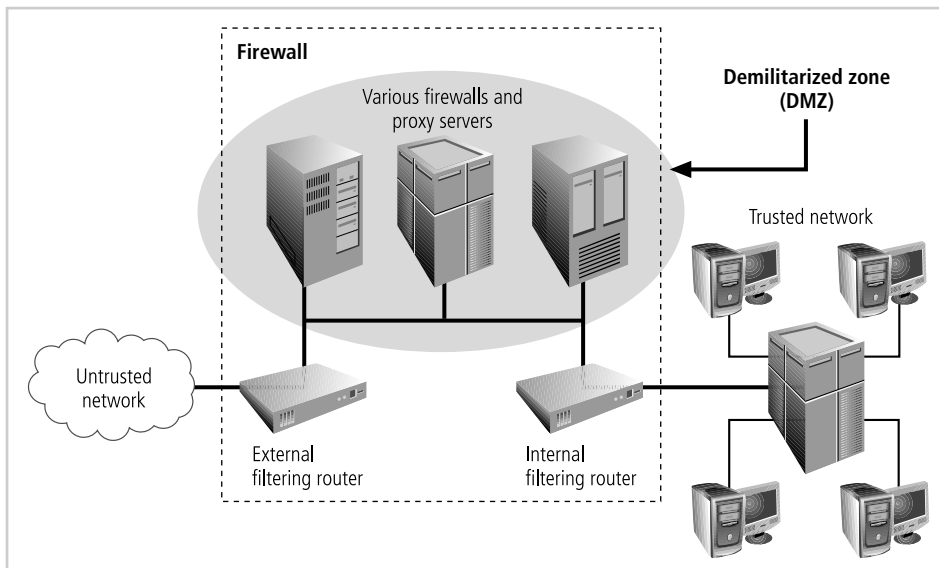 Firewall
Various firewalls and
proxy servers
Demilitarized zone
(DMZ)
Trusted network
Untrusted
network
External
filtering router
Internal
filtering router